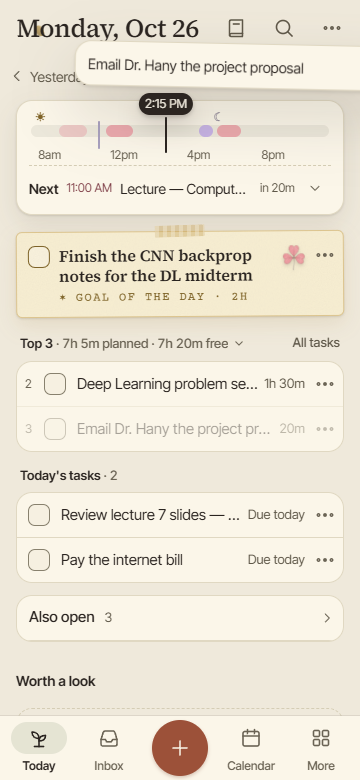 Monday, Oct 26
Email Dr. Hany the project proposal
Yesterda
2:15 PM
8am 12pm 4pm 8pm
Next 11:00 AM Lecture — Comput... in 20m
Finish the CNN backprop
notes for the DL midterm
✶ GOAL OF THE DAY · 2H
Top 3 · 7h 5m planned · 7h 20m free All tasks
2 Deep Learning problem se... 1h 30m
3 Email Dr. Hany the project pr... 20m
Today's tasks · 2
Review lecture 7 slides — ... Due today
Pay the internet bill Due today
Also open 3
Worth a look
Today Inbox Calendar More